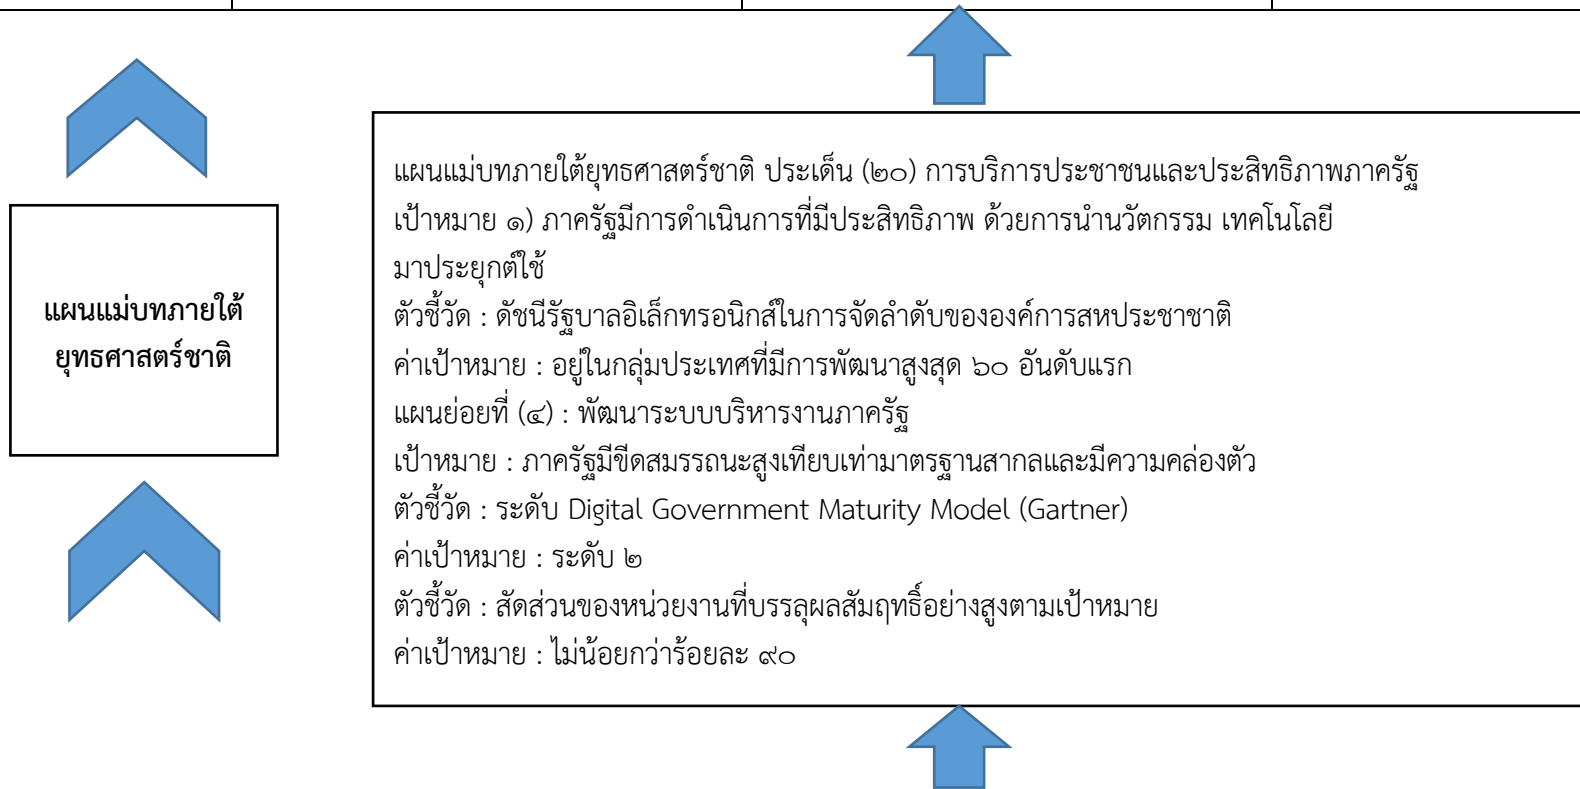 แผนแม่บทภายใต้
ยุทธศาสตร์ชาติ
แผนแม่บทภายใต้ยุทธศาสตร์ชาติ ประเด็น (๒๐) การบริการประชาชนและประสิทธิภาพภาครัฐ
เป้าหมาย ๑) ภาครัฐมีการดำเนินการที่มีประสิทธิภาพ ด้วยการนำนวัตกรรม เทคโนโลยี
มาประยุกต์ใช้
ตัวชี้วัด : ดัชนีรัฐบาลอิเล็กทรอนิกส์ในการจัดลำดับขององค์การสหประชาชาติ
ค่าเป้าหมาย : อยู่ในกลุ่มประเทศที่มีการพัฒนาสูงสุด ๖๐ อันดับแรก
แผนย่อยที่ (๔) : พัฒนาระบบบริหารงานภาครัฐ
เป้าหมาย : ภาครัฐมีขีดสมรรถนะสูงเทียบเท่ามาตรฐานสากลและมีความคล่องตัว
ตัวชี้วัด : ระดับ Digital Government Maturity Model (Gartner)
ค่าเป้าหมาย : ระดับ ๒
ตัวชี้วัด : สัดส่วนของหน่วยงานที่บรรลุผลสัมฤทธิ์อย่างสูงตามเป้าหมาย
ค่าเป้าหมาย : ไม่น้อยกว่าร้อยละ ๙๐